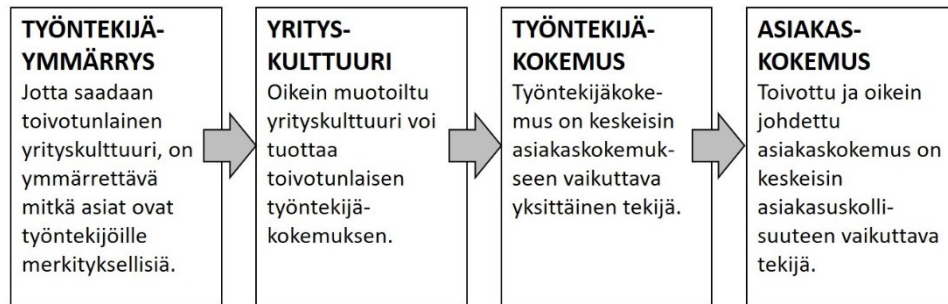 TYÖNTEKIJÄ-
YMMÄRRYS
Jotta saadaan
toivotunlainen
yrityskulttuuri, on
ymmärrettävä
mitkä asiat ovat
työntekijöille
merkityksellisiä.
YRITYS-
KULTTUURI
Oikein muotoiltu
yrityskulttuuri voi
tuottaa
toivotunlaisen
työntekijä-
kokemuksen.
TYÖNTEKIJÄ-
KOKEMUS
Työntekijäkoke-
mus on keskeisin
asiakaskokemuk-
seen vaikuttava
yksittäinen tekijä.
ASIAKAS-
KOKEMUS
Toivottu ja oikein
johdettu
asiakaskokemus on
keskeisin
asiakasuskolli-
suuteen vaikuttava
tekijä.